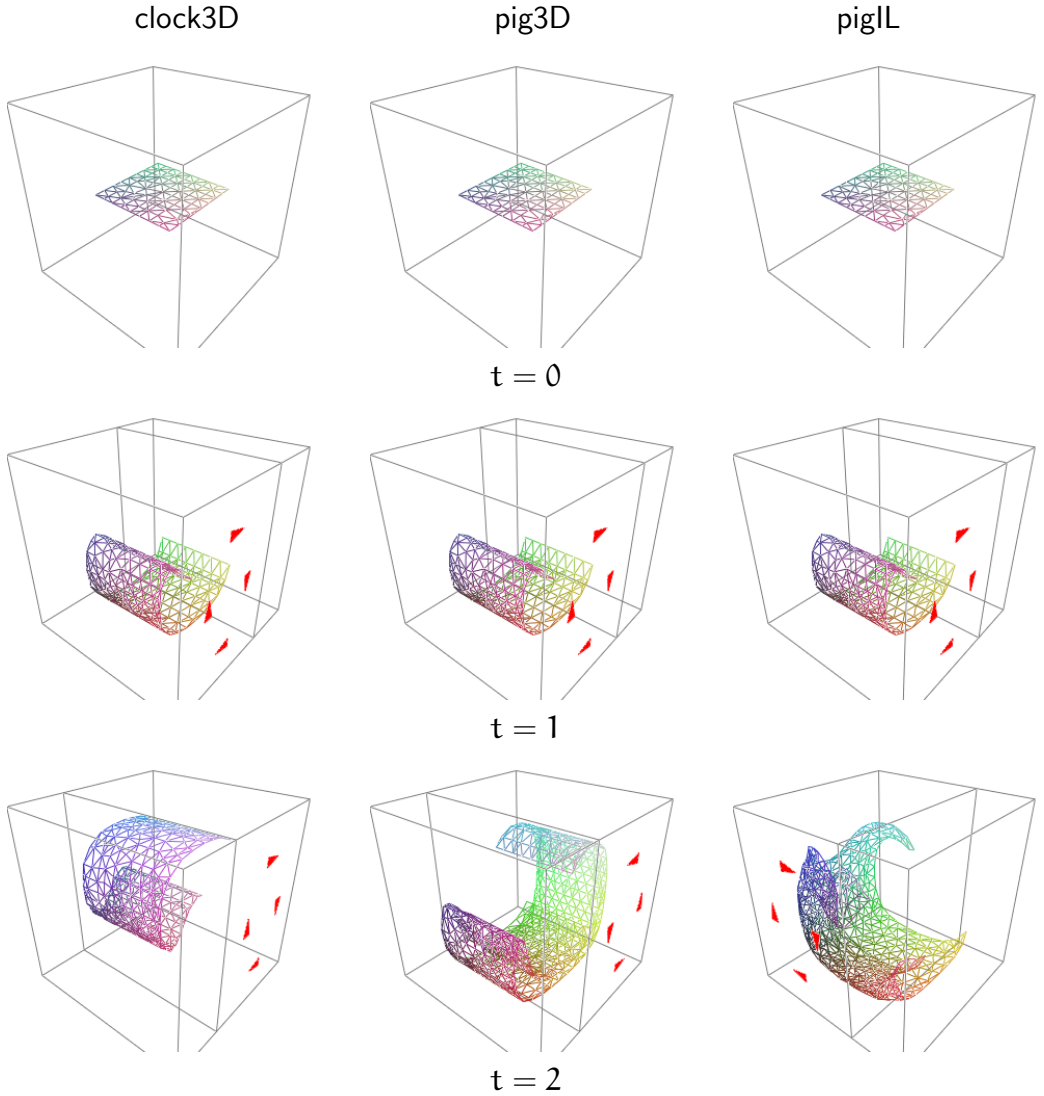 clock3D pig3D pigIL
t = 0
t = 1
t = 2